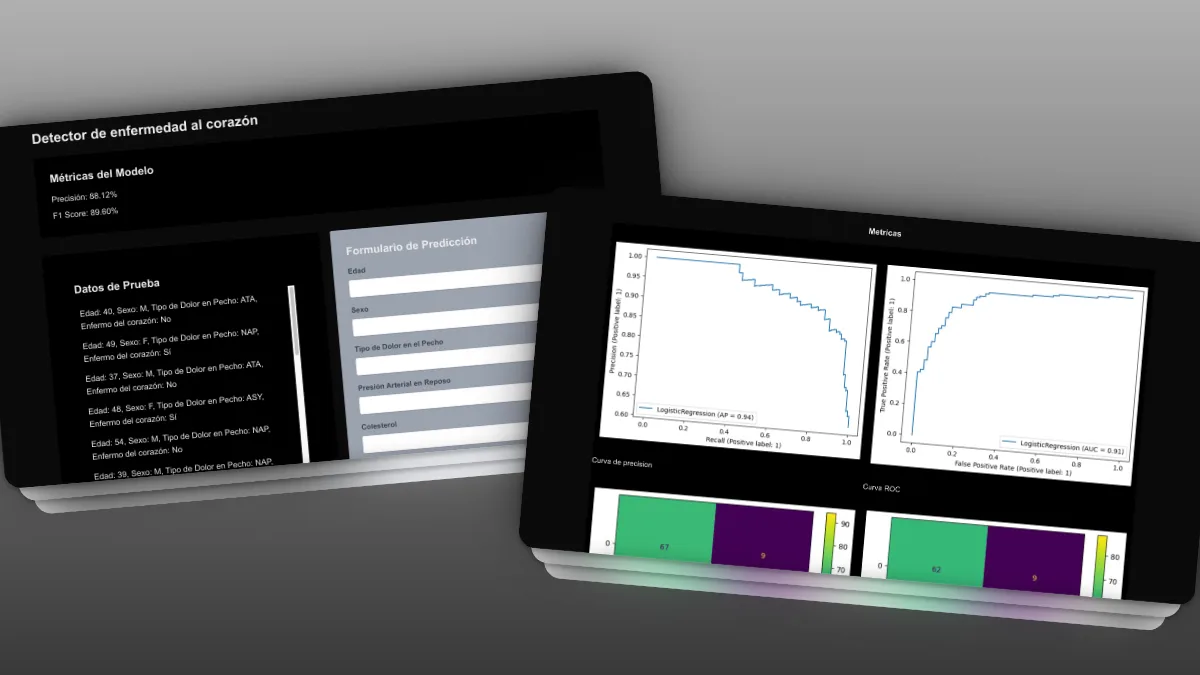 Detector de enfermedad al corazón
Métricas del Modelo
Precisión: 88.12%
F1 Score: 89.60%
Datos de Prueba
Edad: 40, Sexo: M, Tipo de Dolor en Pecho: ATA,
Enfermo del corazón: No
Edad: 49, Sexo: F, Tipo de Dolor en Pecho: NAP,
Enfermo del corazón: Sí
Edad: 37, Sexo: M, Tipo de Dolor en Pecho: ATA,
Enfermo del corazón: No
Edad: 48, Sexo: F, Tipo de Dolor en Pecho: ASY,
Enfermo del corazón: Sí
Edad: 54, Sexo: M, Tipo de Dolor en Pecho: NAP,
Enfermo del corazón: No
Edad: 39, Sexo: M, Tipo de Dolor en Pecho: NAP,
Formulario de Predicción
Edad
Sexo
Tipo de Dolor en el Pecho
Presión Arterial en Reposo
Colesterol
Metricas
1.00
0.95
0.90
0.85
0.80
0.75
0.70
0.65
0.60
Precision (Positive label: 1)
LogisticRegression (AP = 0.94)
0.0 0.2 0.4 0.6 0.8 1.0
Recall (Positive label: 1)
Curva de precision
1.0
0.8
0.6
0.4
0.2
0.0
True Positive Rate (Positive label: 1)
LogisticRegression (AUC = 0.91)
0.0 0.2 0.4 0.6 0.8 1.0
False Positive Rate (Positive label: 1)
Curva ROC
0
67
9
90
80
70
0
62
9
80
70